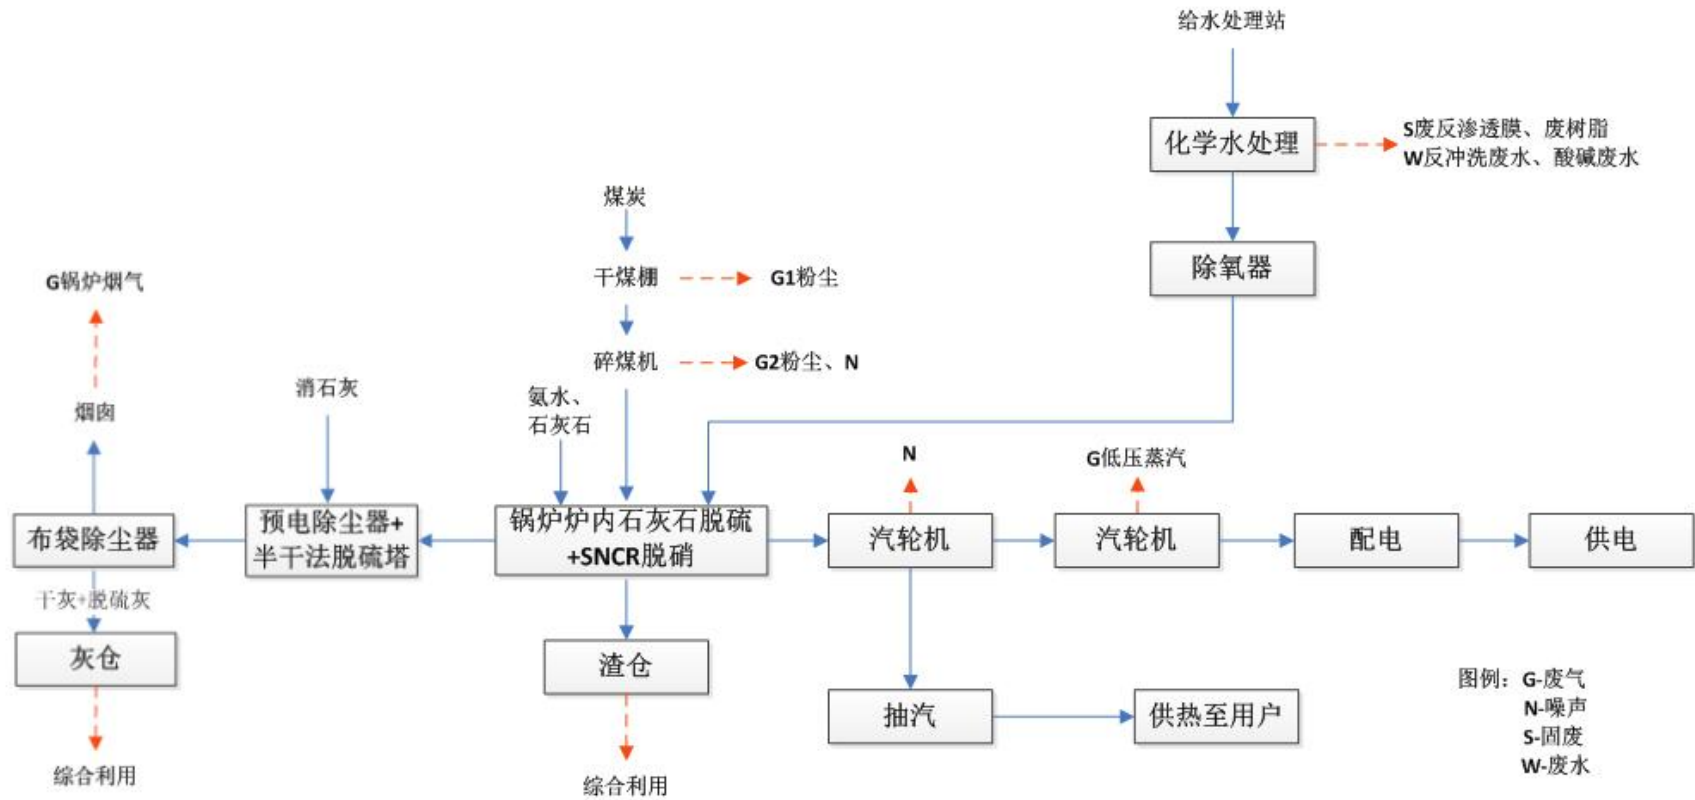 给水处理站
化学水处理
S废反渗透膜、废树脂
W反冲洗废水、酸碱废水
除氧器
煤炭
干煤棚
G1粉尘
碎煤机
G2粉尘、N
G锅炉烟气
烟囱
消石灰
氨水、
石灰石
N
G低压蒸汽
布袋除尘器
预电除尘器+
半干法脱硫塔
锅炉炉内石灰石脱硫
+SNCR脱硝
汽轮机
汽轮机
配电
供电
干灰+脱硫灰
灰仓
渣仓
抽汽
供热至用户
综合利用
综合利用
图例：G-废气
N-噪声
S-固废
W-废水